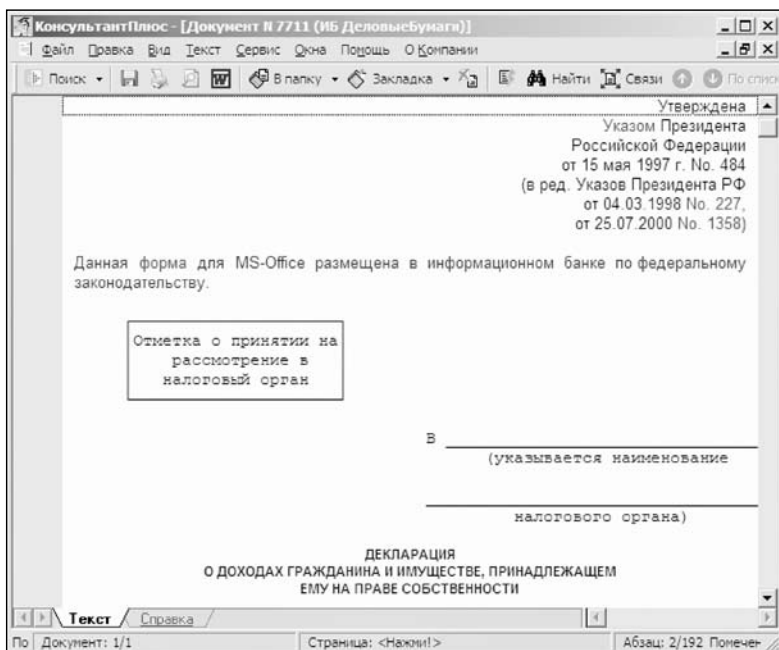 КонсультантПлюс - [Документ N 7711 (ИБ ДеловыеБумаги)]
Файл Правка Вид Текст Сервис Окна Помощь О Компании
Поиск В папку Закладка Найти Связи По спис
Утверждена
Указом Президента
Российской Федерации
от 15 мая 1997 г. No. 484
(в ред. Указов Президента РФ
от 04.03.1998 No. 227,
от 25.07.2000 No. 1358)
Данная форма для MS-Office размещена в информационном банке по федеральному
законодательству.
Отметка о принятии на
рассмотрение в
налоговый орган
В
(указывается наименование
налогового органа)
ДЕКЛАРАЦИЯ
О ДОХОДАХ ГРАЖДАНИНА И ИМУЩЕСТВЕ, ПРИНАДЛЕЖАЩЕМ
ЕМУ НА ПРАВЕ СОБСТВЕННОСТИ
Текст Справка
По Документ: 1/1 Страница: <Нажми!> Абзац: 2/192 Помечен